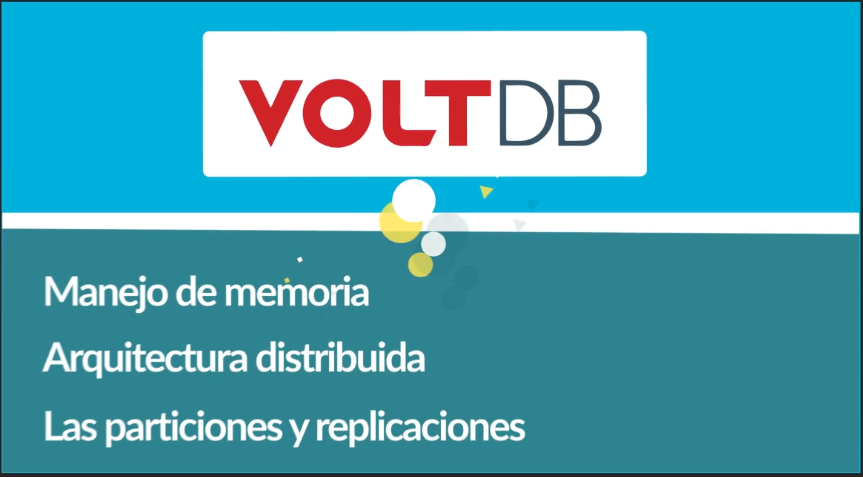 VOLTDB
Manejo de memoria
Arquitectura distribuida
Las particiones y replicaciones